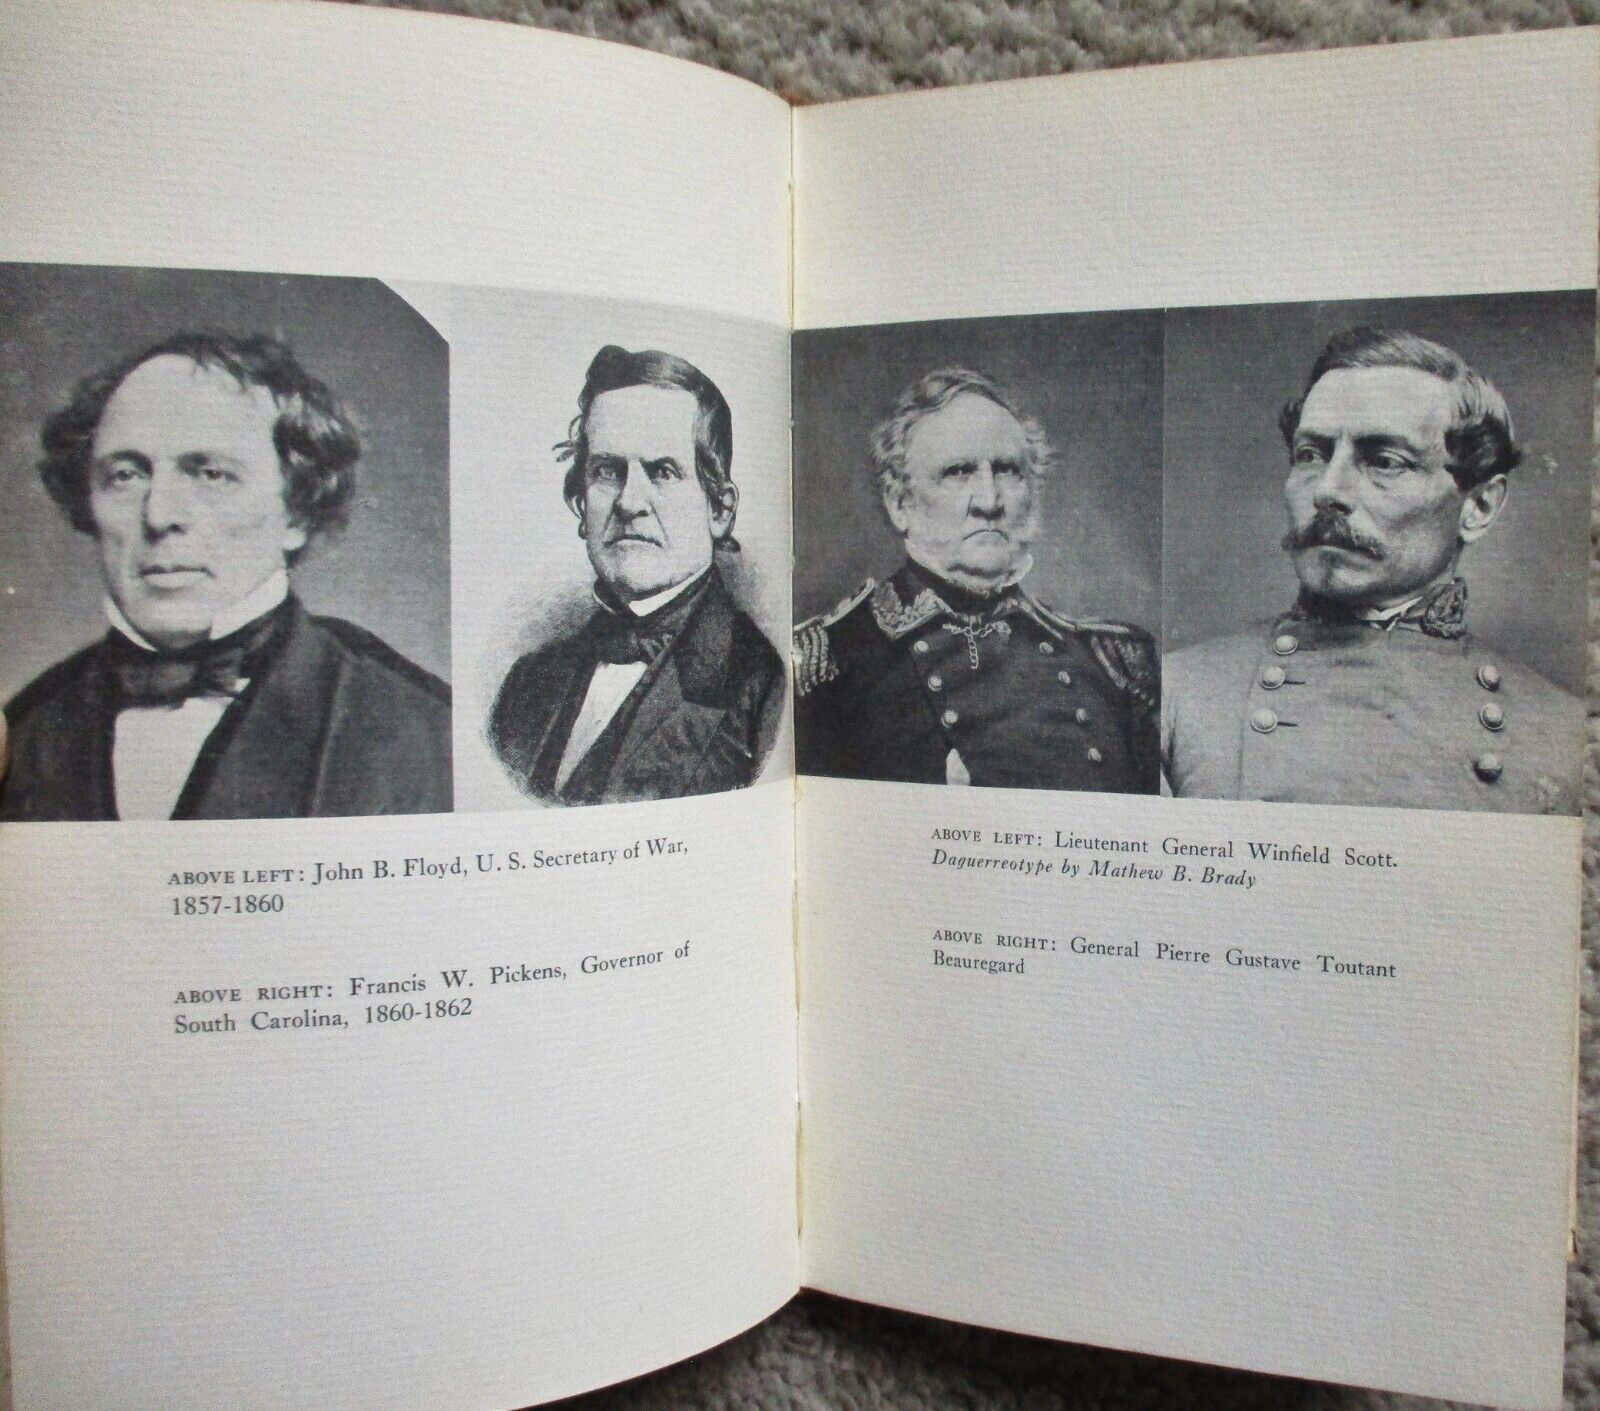 ABOVE LEFT: John B. Floyd, U. S. Secretary of War,
1857-1860
ABOVE RIGHT: Francis W. Pickens, Governor of
South Carolina, 1860-1862
ABOVE LEFT: Lieutenant General Winfield Scott.
Daguerreotype by Mathew B. Brady
ABOVE RIGHT: General Pierre Gustave Toutant
Beauregard